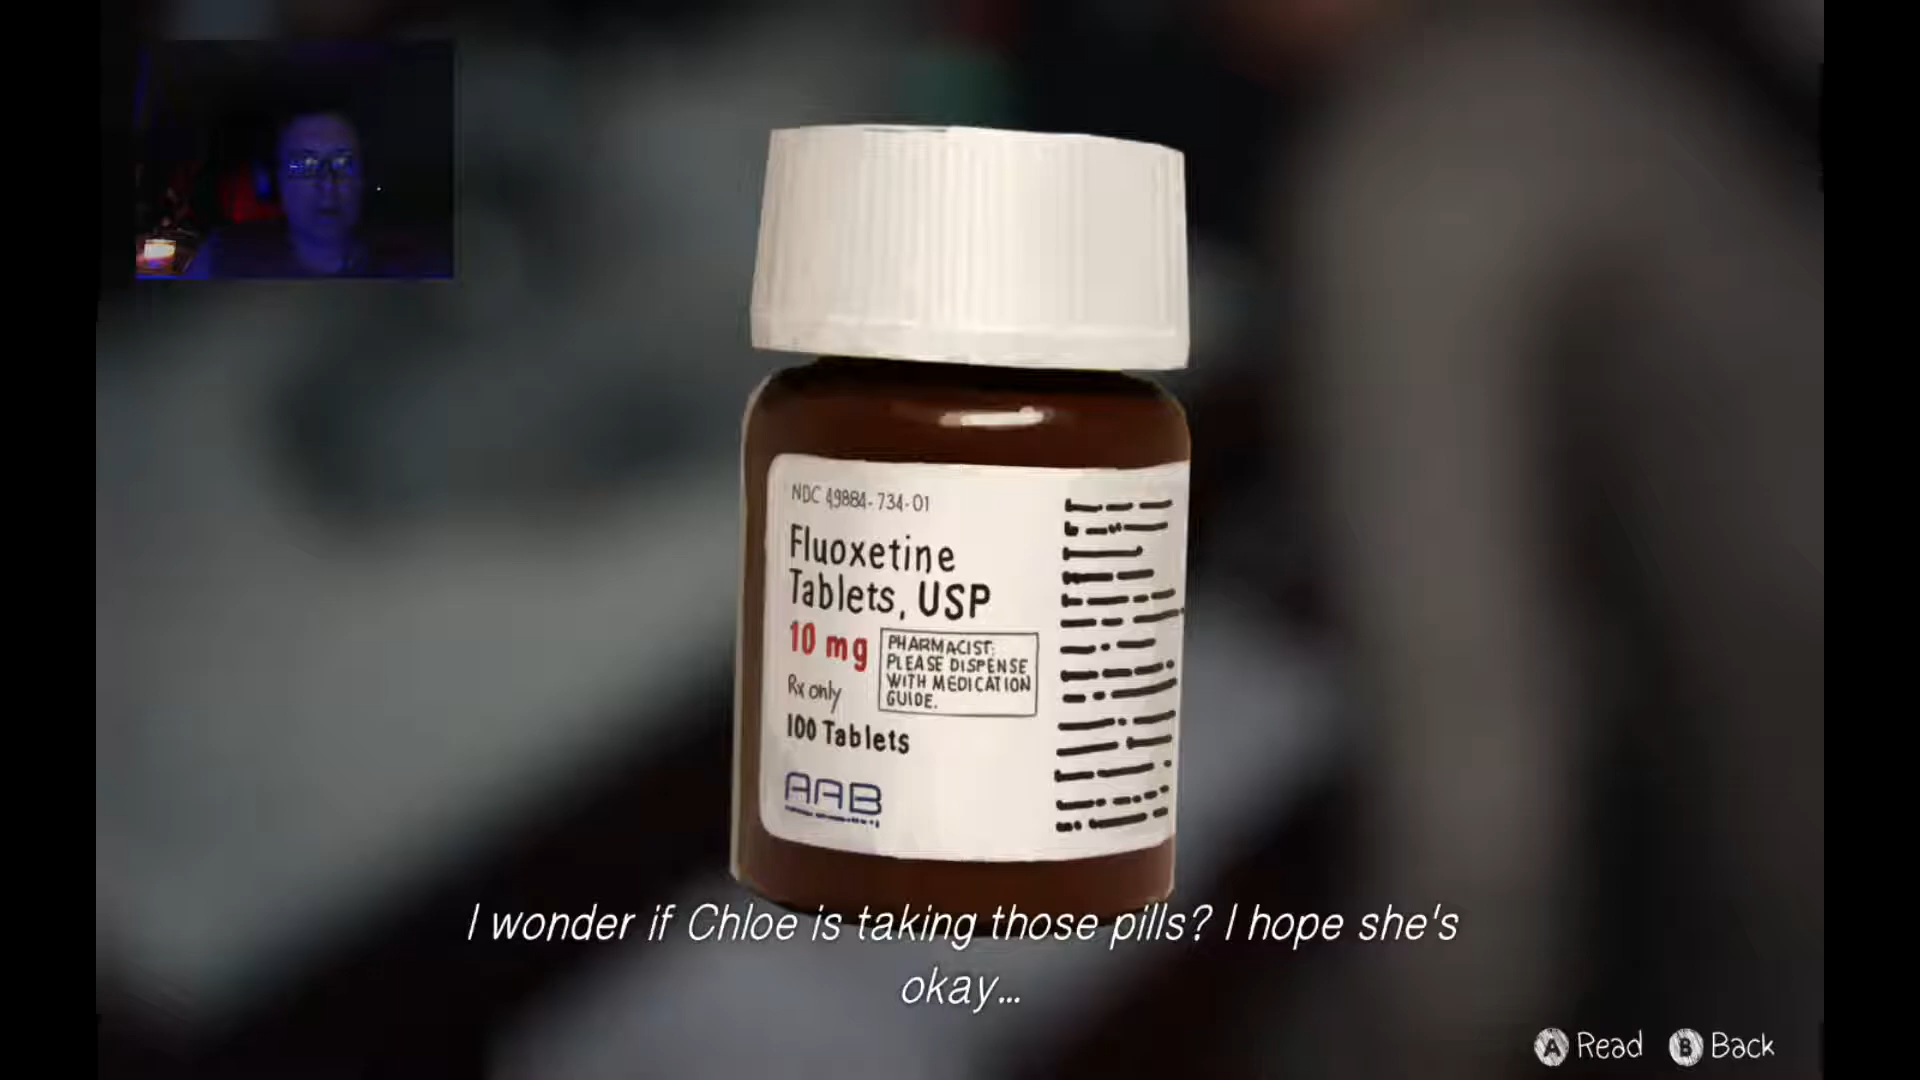 NDC 49884-734-01
Fluoxetine
Tablets, USP
10 mg
PHARMACIST:
PLEASE DISPENSE
WITH MEDICATION
GUIDE.
Rx only
100 Tablets
AAB
I wonder if Chloe is taking those pills? I hope she's
okay...
A Read B Back